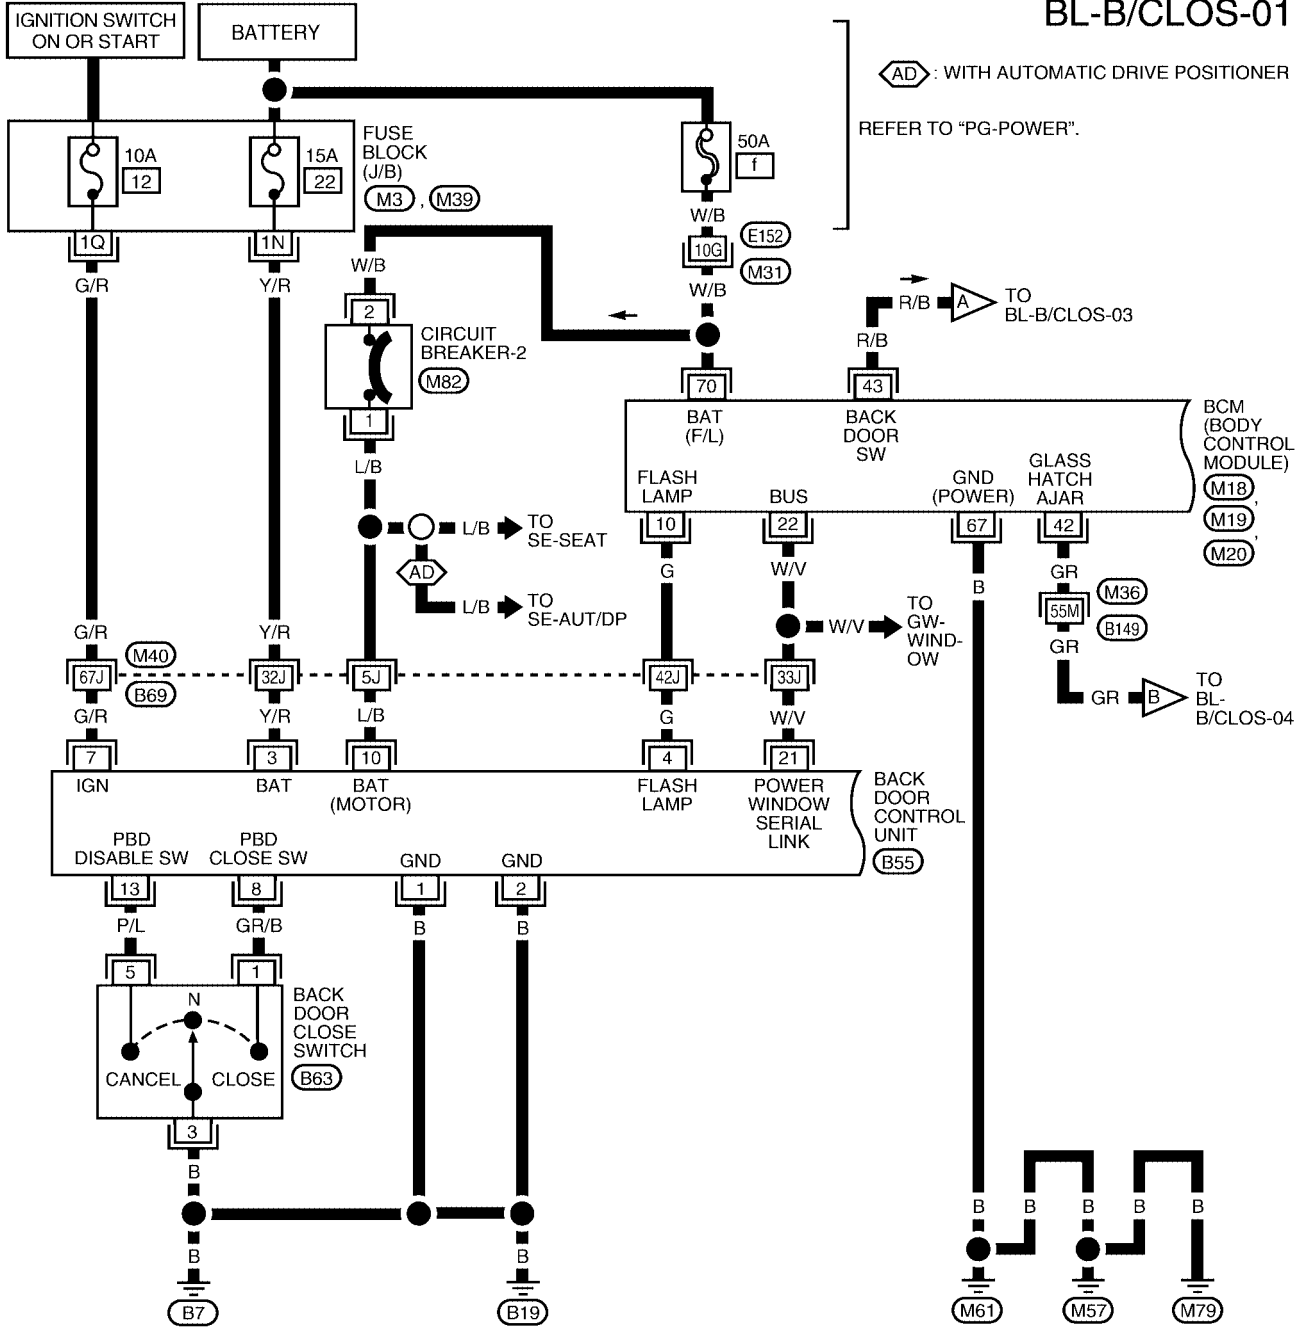 BL-B/CLOS-01
IGNITION SWITCH
ON OR START
BATTERY
AD : WITH AUTOMATIC DRIVE POSITIONER
REFER TO “PG-POWER”.
10A
12
15A
22
FUSE
BLOCK
(J/B)
M3 , M39
50A
f
1Q
1N
W/B
10G
E152
M31
G/R
Y/R
W/B
W/B
2
CIRCUIT
BREAKER-2
M82
1
L/B
R/B
A
TO
BL-B/CLOS-03
R/B
70
43
BAT
(F/L)
BACK
DOOR
SW
BCM
(BODY
CONTROL
MODULE)
M18 ,
M19 ,
M20
FLASH
LAMP
BUS
GND
(POWER)
GLASS
HATCH
AJAR
10
22
67
42
L/B
TO
SE-SEAT
AD
L/B
TO
SE-AUT/DP
G
W/V
B
GR
55M
M36
B149
GR
W/V
TO
GW-
WIND-
OW
GR
B
TO
BL-
B/CLOS-04
G/R
Y/R
M40
B69
67J
32J
5J
42J
33J
G/R
Y/R
L/B
G
W/V
7
3
10
4
21
IGN
BAT
BAT
(MOTOR)
FLASH
LAMP
POWER
WINDOW
SERIAL
LINK
BACK
DOOR
CONTROL
UNIT
B55
PBD
DISABLE SW
PBD
CLOSE SW
GND
GND
13
8
1
2
P/L
GR/B
B
B
5
1
N
CANCEL
CLOSE
BACK
DOOR
CLOSE
SWITCH
B63
3
B
B
B
B7
B19
B
B
B
B
B
M61
M57
M79